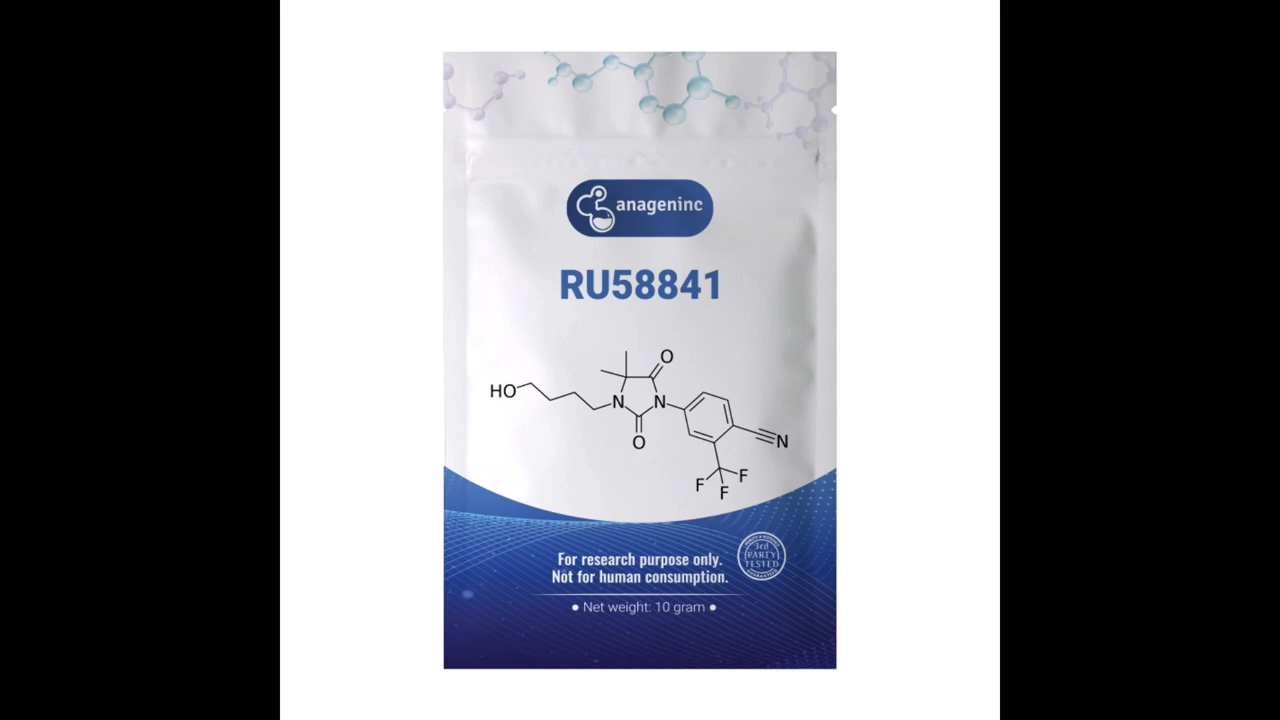 anageninc
RU58841
O
HO
N
N
O
N
F
F
F
For research purpose only.
Not for human consumption.
3rd
PARTY
TESTED
• Net weight: 10 gram •